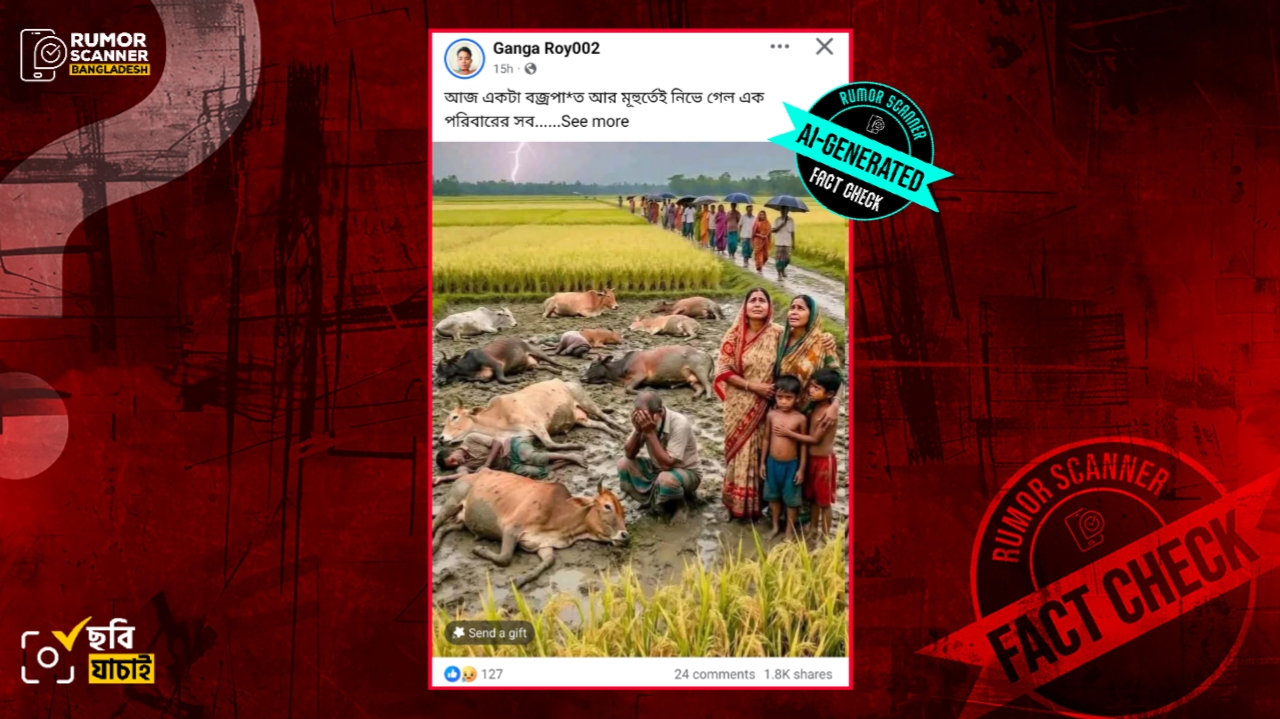 RUMOR
SCANNER
BANGLADESH
Ganga Roy002
15h
আজ একটা বজ্রপা*ত আর মূহুর্তেই নিভে গেল এক
পরিবারের সব......See more
RUMOR SCANNER
AI-GENERATED
FACT CHECK
Send a gift
127
24 comments 1.8K shares
ছবি
যাচাই
RUMOR SCANNER
FACT CHECK